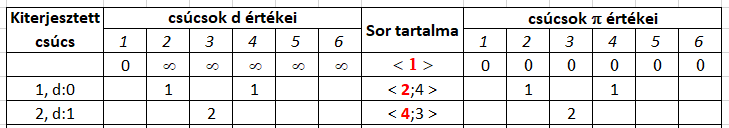 Kiterjesztett csúcs | csúcsok d értékei | Sor tartalma | csúcsok π értékei
1 2 3 4 5 6 | 1 2 3 4 5 6
0 ∞ ∞ ∞ ∞ ∞ < 1 > 0 0 0 0 0 0
1, d:0 1 1 < 2;4 > 1 1
2, d:1 2 < 4;3 > 2